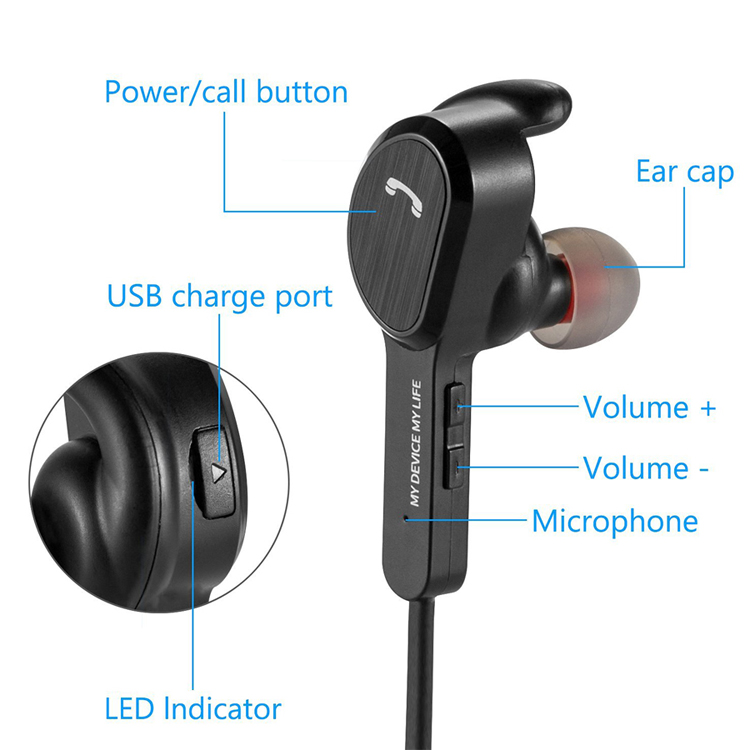 Power/call button
Ear cap
USB charge port
MY DEVICE MY LIFE
Volume +
Volume -
Microphone
LED Indicator